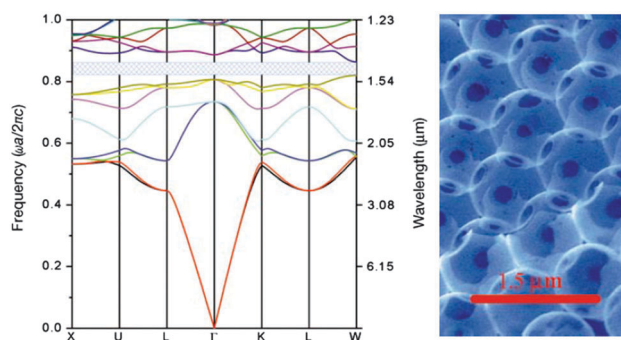 Frequency (ωa/2πc)
1.0
0.8
0.6
0.4
0.2
0.0
X U L Γ K L W
1.23
1.54
2.05
3.08
6.15
Wavelength (μm)
1.5 μm